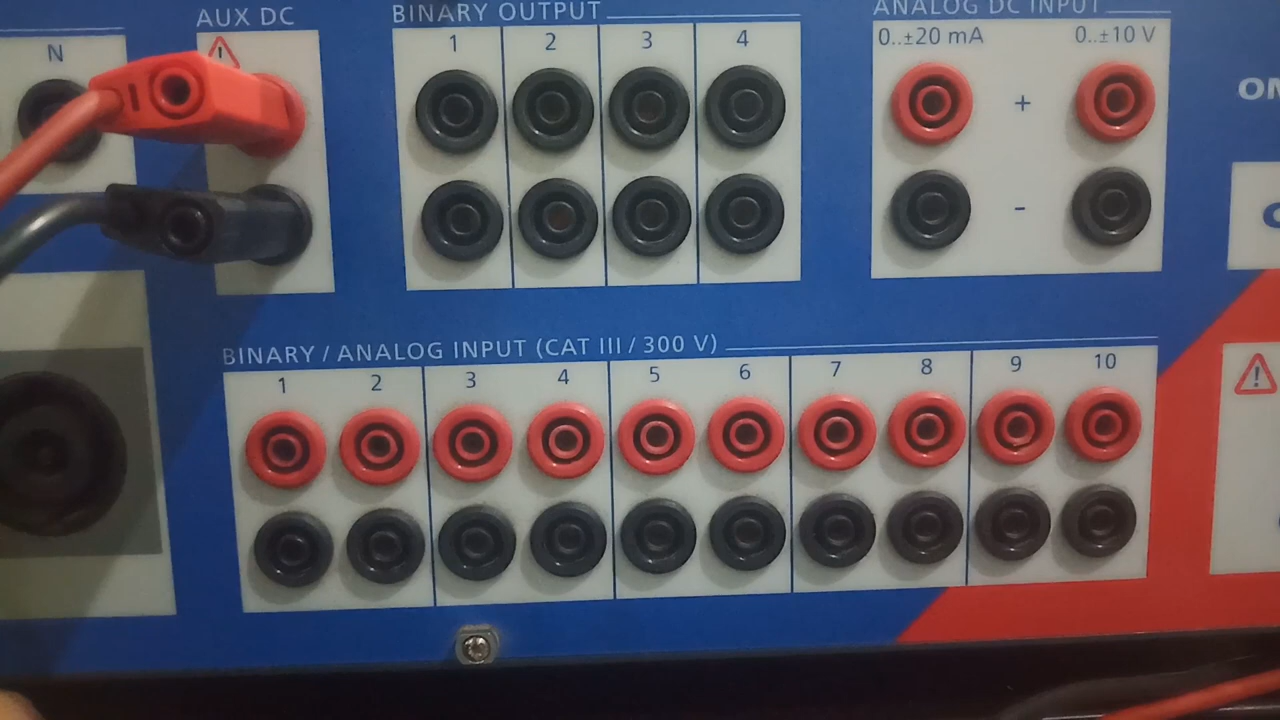 AUX DC
BINARY OUTPUT
ANALOG DC INPUT
N
1 2 3 4
0..±20 mA 0..±10 V
+
-
BINARY / ANALOG INPUT (CAT III / 300 V)
1 2 3 4 5 6 7 8 9 10